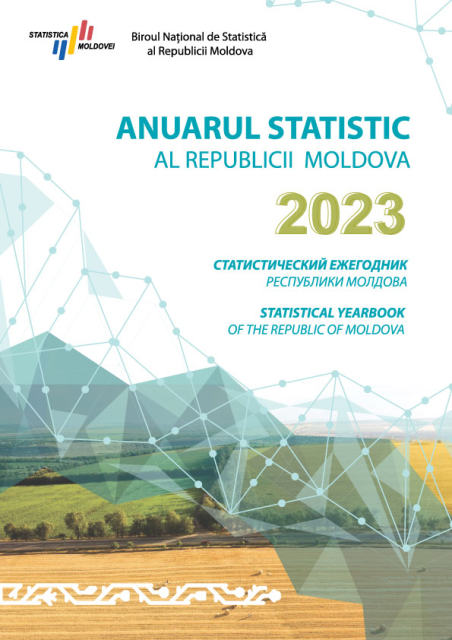 STATISTICA
MOLDOVEI
Biroul Național de Statistică
al Republicii Moldova
ANUARUL STATISTIC
AL REPUBLICII MOLDOVA
2023
СТАТИСТИЧЕСКИЙ ЕЖЕГОДНИК
РЕСПУБЛИКИ МОЛДОВА
STATISTICAL YEARBOOK
OF THE REPUBLIC OF MOLDOVA